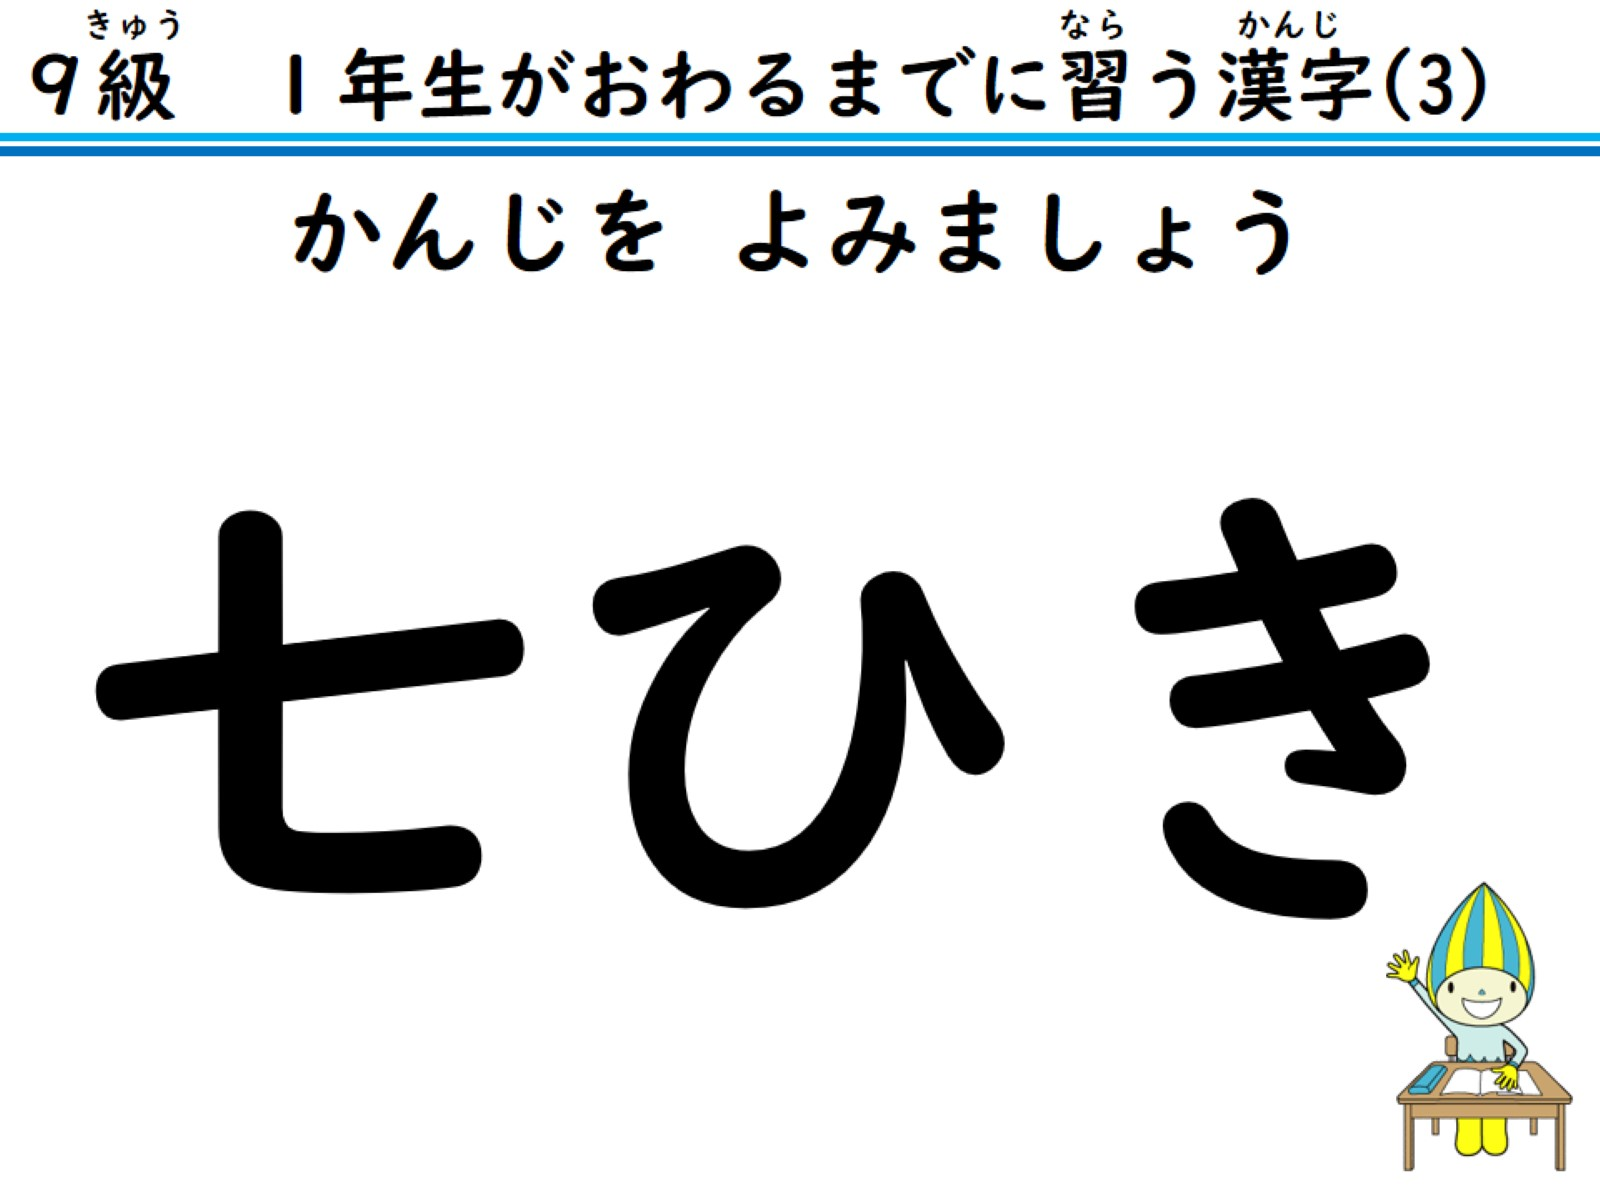 きゅう なら かんじ
9級 1年生がおわるまでに習う漢字(3)
かんじを よみましょう
七ひき